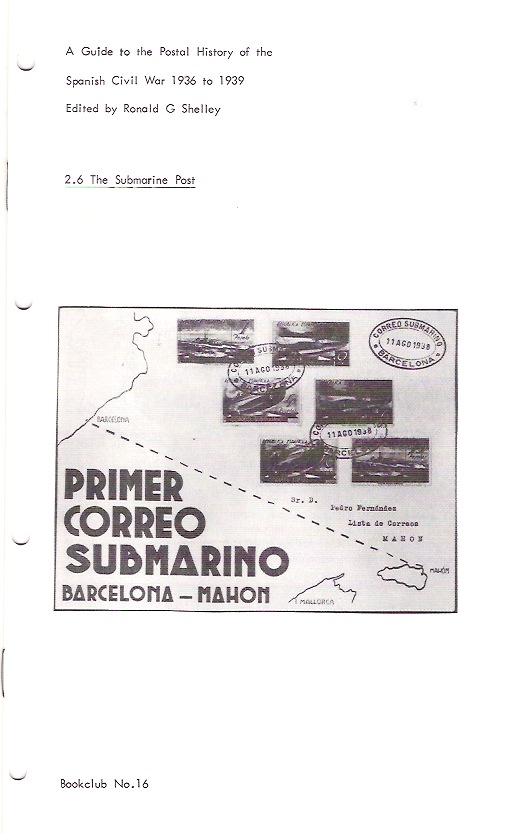 A Guide to the Postal History of the
Spanish Civil War 1936 to 1939
Edited by Ronald G Shelley
2.6 The Submarine Post
CORREO SUBMARINO
11 AGO 1938
BARCELONA
11 AGO 1938
11 AGO 1938
BARCELONA
PRIMER
CORREO
SUBMARINO
BARCELONA – MAHON
Sr. D.
Pedro Fernández
Lista de Correos
MAHON
MAHÓN
MALLORCA
Bookclub No.16